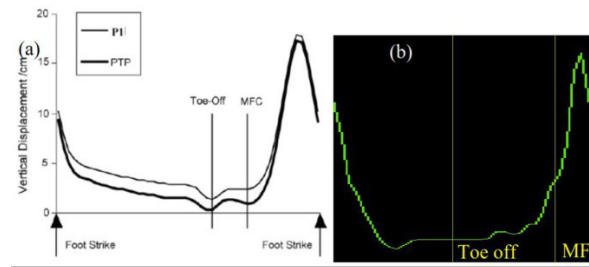 (a)
20
15
10
5
0
Vertical Displacement /cm
PTP
Toe-Off
MFC
Foot Strike
Foot Strike
(b)
Toe off
MF